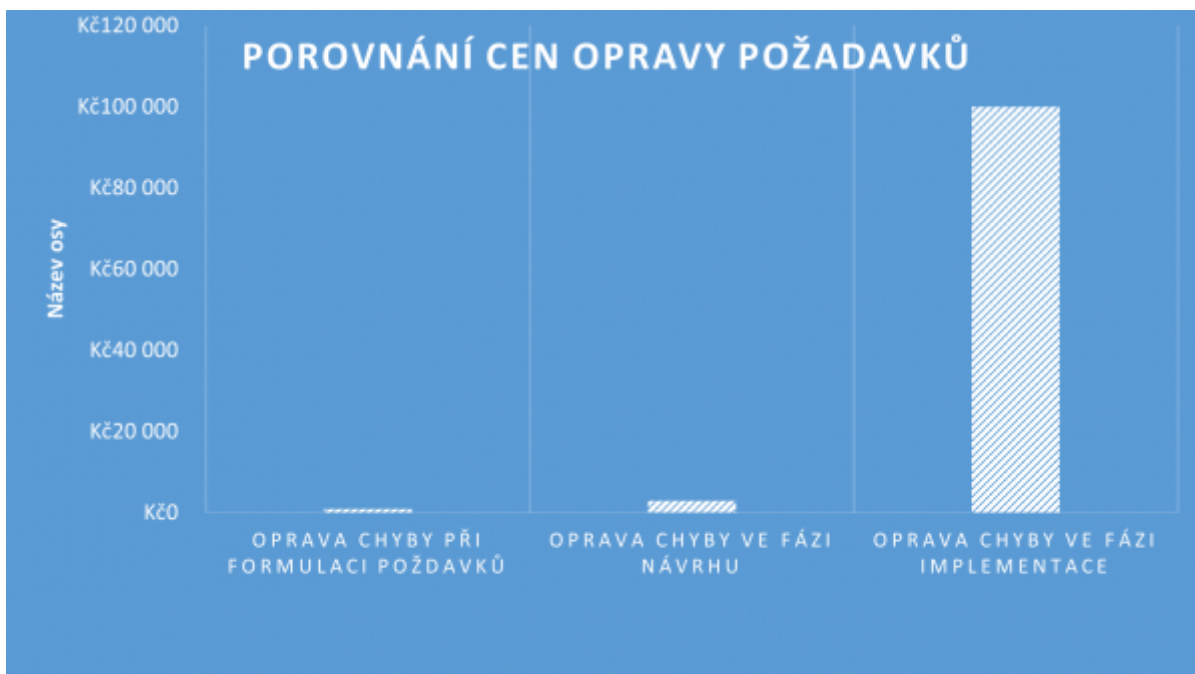 POROVNÁNÍ CEN OPRAVY POŽADAVKŮ
Kč120 000
Kč100 000
Kč80 000
Kč60 000
Kč40 000
Kč20 000
Kč0
Název osy
OPRAVA CHYBY PŘI
FORMULACI POŽDAVKŮ
OPRAVA CHYBY VE FÁZI
NÁVRHU
OPRAVA CHYBY VE FÁZI
IMPLEMENTACE